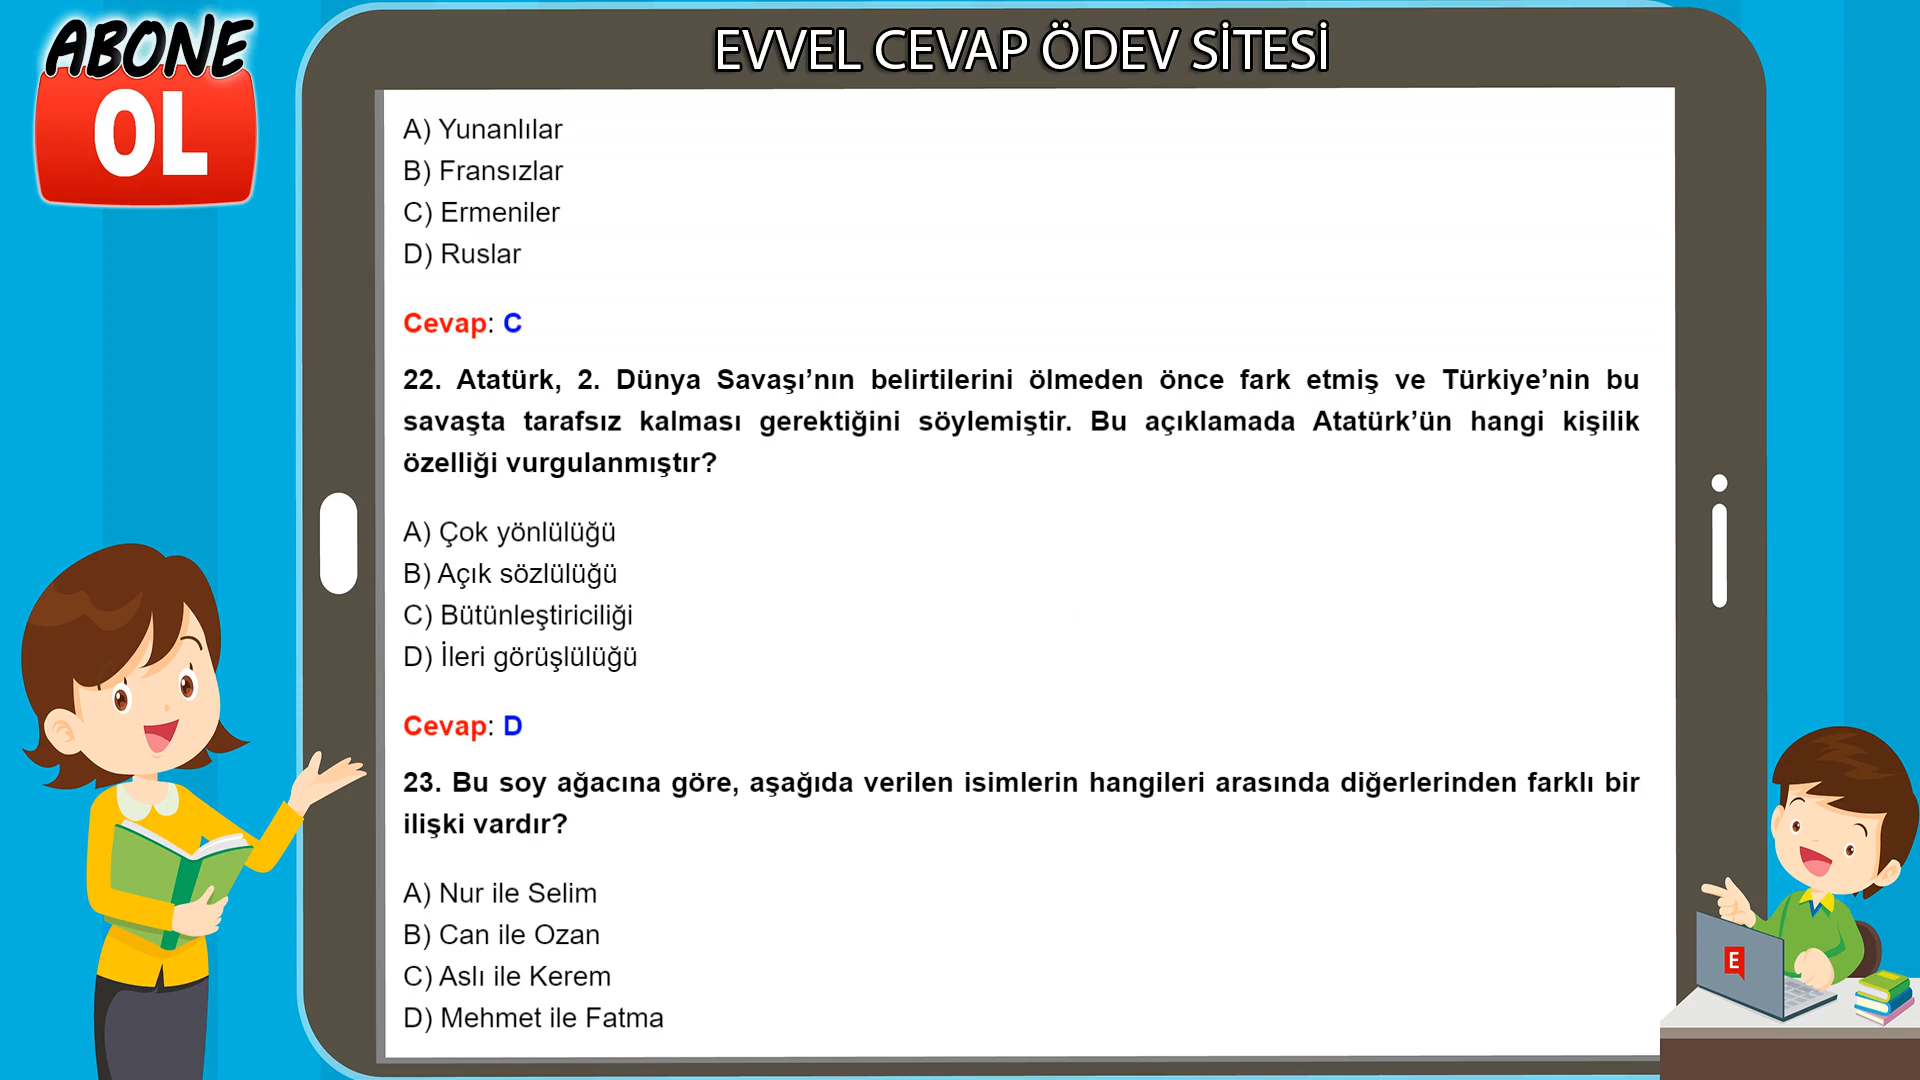 ABONE
OL
EVVEL CEVAP ÖDEV SİTESİ
A) Yunanlılar
B) Fransızlar
C) Ermeniler
D) Ruslar
Cevap: C
22. Atatürk, 2. Dünya Savaşı’nın belirtilerini ölmeden önce fark etmiş ve Türkiye’nin bu
savaşta tarafsız kalması gerektiğini söylemiştir. Bu açıklamada Atatürk’ün hangi kişilik
özelliği vurgulanmıştır?
A) Çok yönlülüğü
B) Açık sözlülüğü
C) Bütünleştiriciliği
D) İleri görüşlülüğü
Cevap: D
23. Bu soy ağacına göre, aşağıda verilen isimlerin hangileri arasında diğerlerinden farklı bir
ilişki vardır?
A) Nur ile Selim
B) Can ile Ozan
C) Aslı ile Kerem
D) Mehmet ile Fatma
E